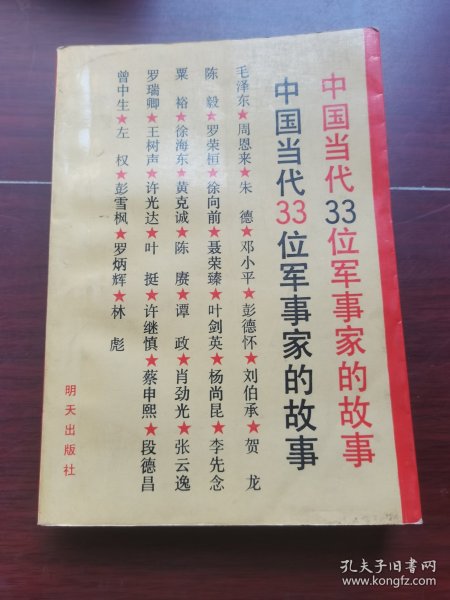 中国当代33位军事家的故事
中国当代33位军事家的故事
毛泽东★周恩来★朱德★邓小平★彭德怀★刘伯承★贺龙
陈毅★罗荣桓★徐向前★聂荣臻★叶剑英★杨尚昆★李先念
粟裕★徐海东★黄克诚★陈赓★谭政★肖劲光★张云逸
罗瑞卿★王树声★许光达★叶挺★许继慎★蔡申熙★段德昌
曾中生★左权★彭雪枫★罗炳辉★林彪
明天出版社
孔夫子旧书网
www.kongfz.com